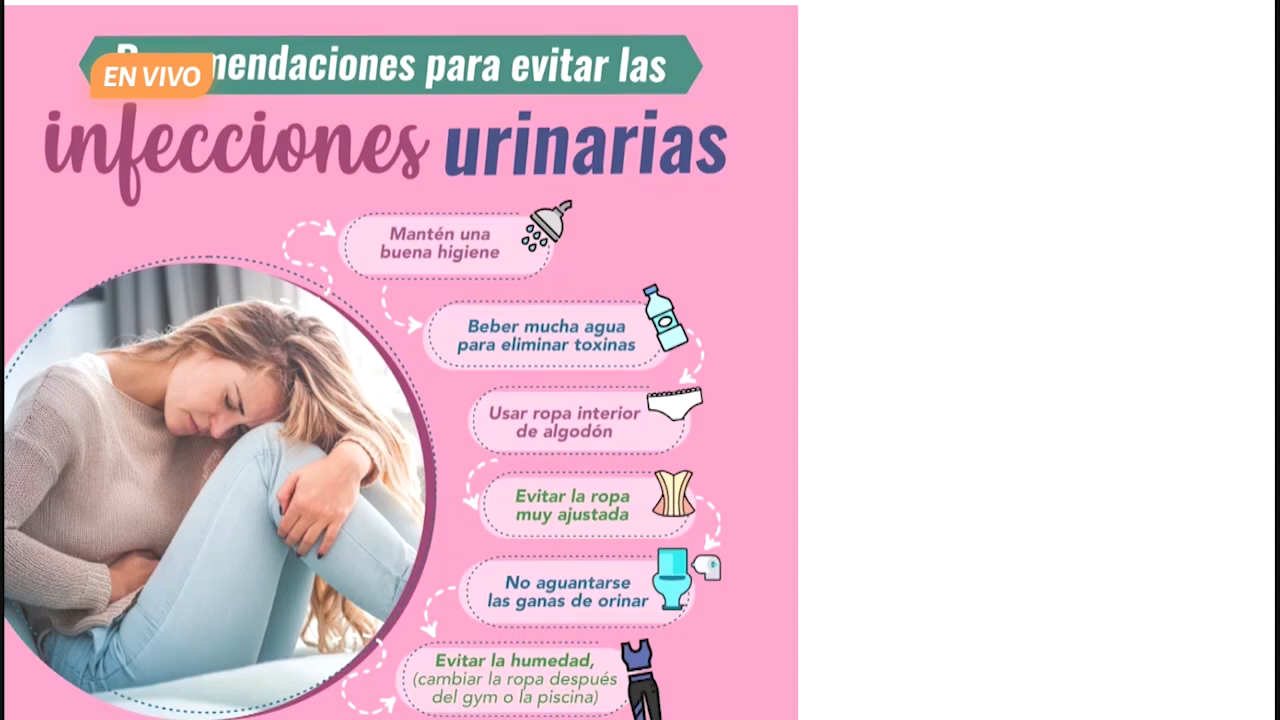 EN VIVO
mendaciones para evitar las
infecciones urinarias
Mantén una
buena higiene
Beber mucha agua
para eliminar toxinas
Usar ropa interior
de algodón
Evitar la ropa
muy ajustada
No aguantarse
las ganas de orinar
Evitar la humedad,
(cambiar la ropa después
del gym o la piscina)